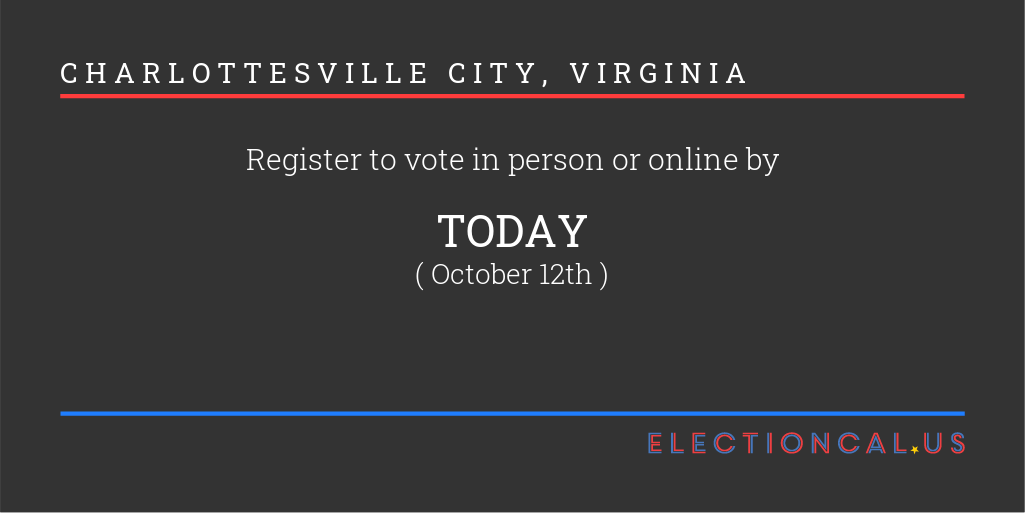 CHARLOTTESVILLE CITY, VIRGINIA
Register to vote in person or online by
TODAY
( October 12th )
ELECTIONCAL.US